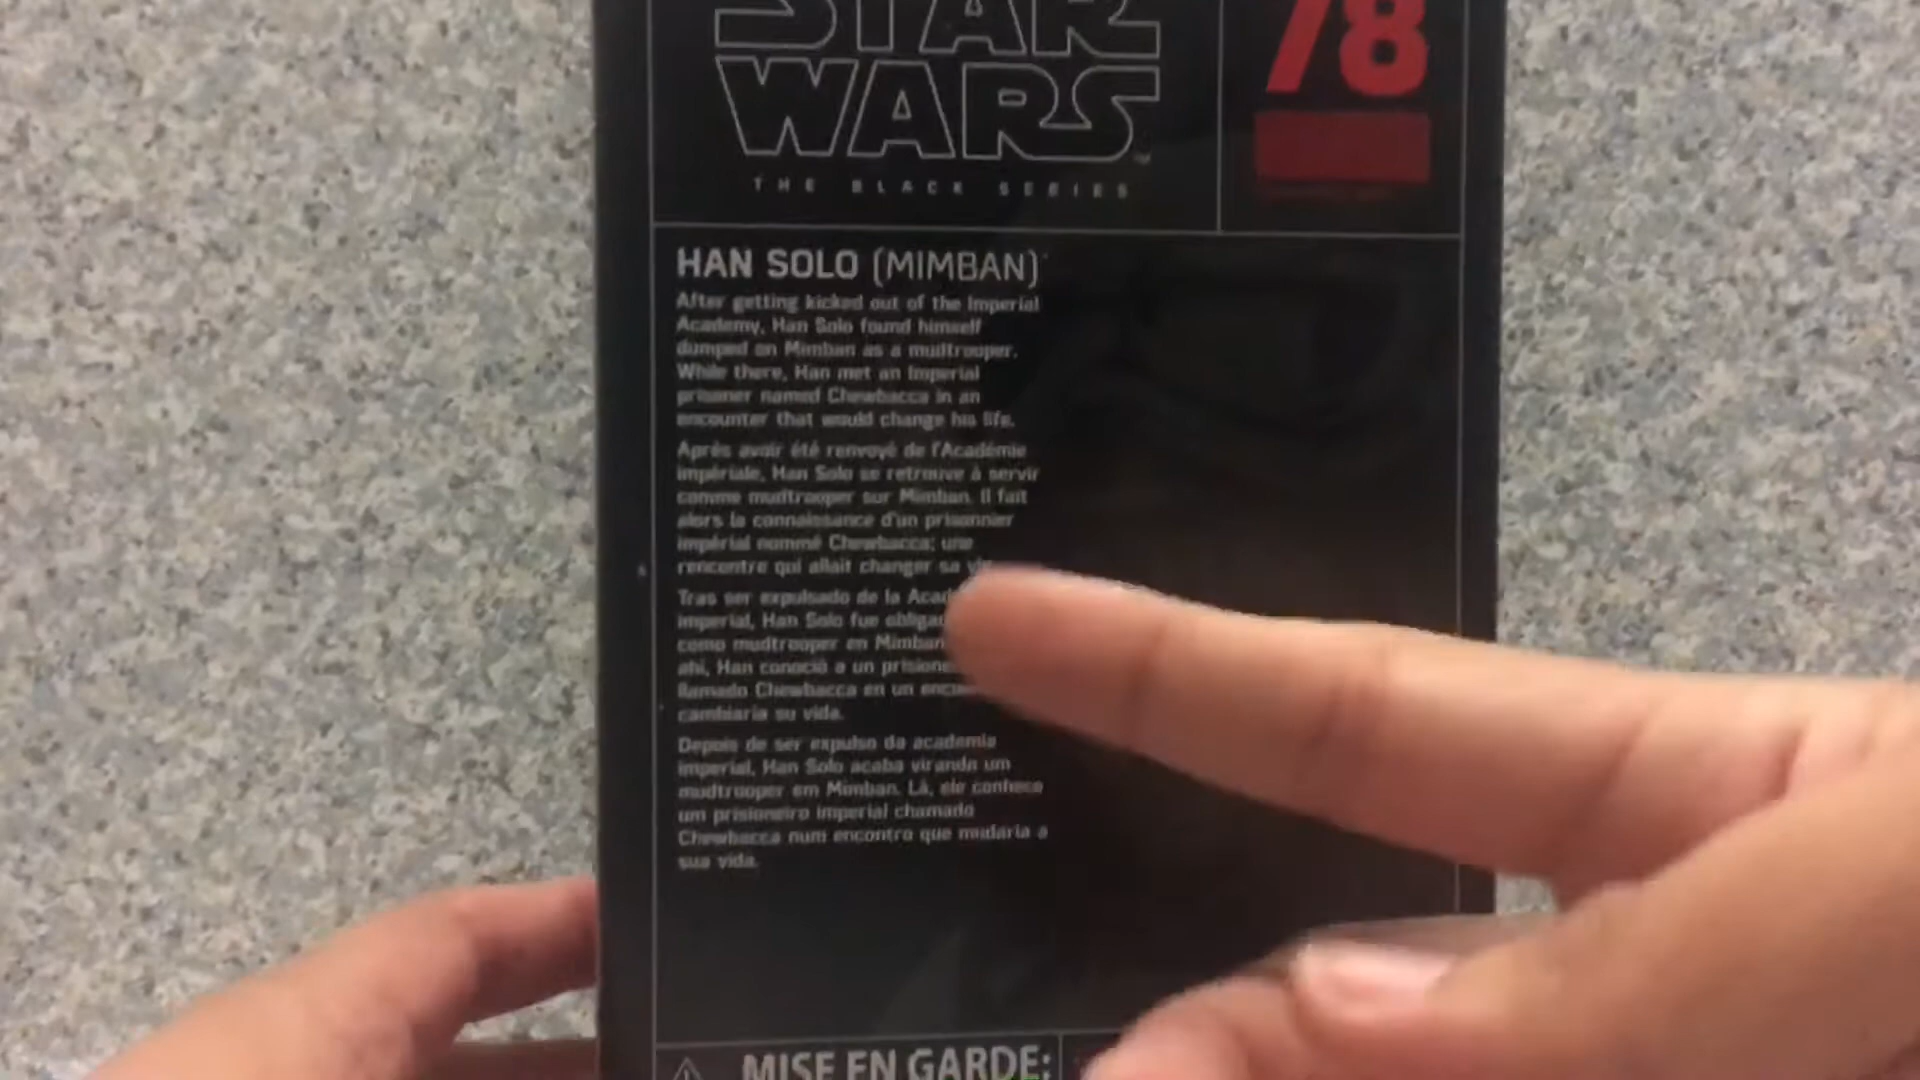 STAR
WARS
THE BLACK SERIES
78
HAN SOLO (MIMBAN)
After getting kicked out of the Imperial
Academy, Han Solo found himself
dumped on Mimban as a mudtrooper.
While there, Han met an Imperial
prisoner named Chewbacca in an
encounter that would change his life.
Après avoir été renvoyé de l'Académie
impériale, Han Solo se retrouve à servir
comme mudtrooper sur Mimban. Il fait
alors la connaissance d'un prisonnier
impérial nommé Chewbacca; une
rencontre qui allait changer sa
Tras ser expulsado de la
imperial, Han Solo fue
como mudtrooper en Mimban
ahí, Han conoció a un
llamado Chewbacca en un
cambiaría su vida.
Depois de ser expulso da academia
imperial, Han Solo acaba virando um
mudtrooper em Mimban. Lá, ele conhece
um prisioneiro imperial chamado
Chewbacca num encontro que mudaria a
sua vida.
MISE EN GARDE: